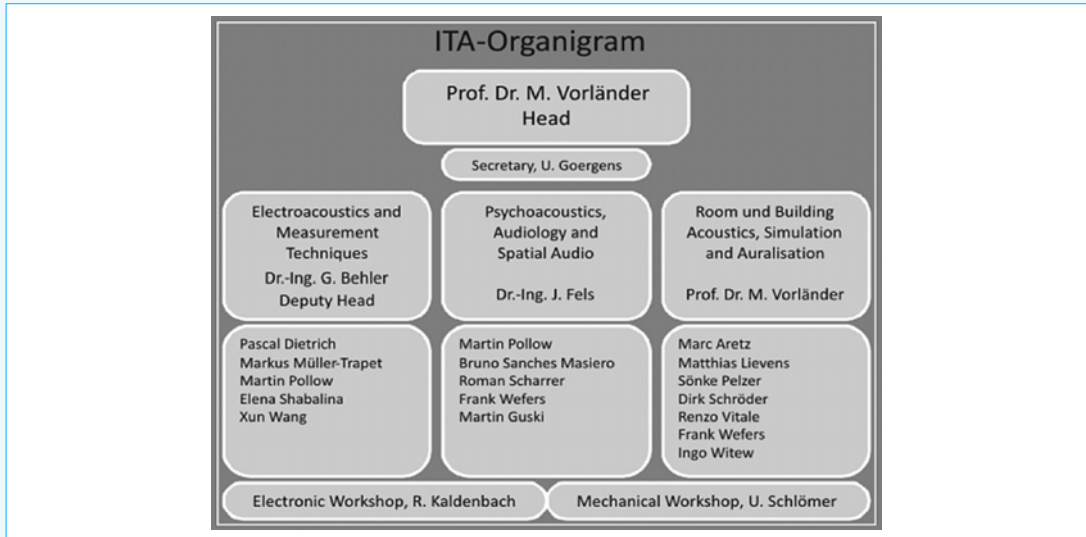 ITA-Organigram
Prof. Dr. M. Vorländer
Head
Secretary, U. Goergens
Electroacoustics and
Measurement
Techniques
Dr.-Ing. G. Behler
Deputy Head
Psychoacoustics,
Audiology and
Spatial Audio
Dr.-Ing. J. Fels
Room und Building
Acoustics, Simulation
and Auralisation
Prof. Dr. M. Vorländer
Pascal Dietrich
Markus Müller-Trapet
Martin Pollow
Elena Shabalina
Xun Wang
Martin Pollow
Bruno Sanches Masiero
Roman Scharrer
Frank Wefers
Martin Guski
Marc Aretz
Matthias Lievens
Sönke Pelzer
Dirk Schröder
Renzo Vitale
Frank Wefers
Ingo Witew
Electronic Workshop, R. Kaldenbach
Mechanical Workshop, U. Schlömer